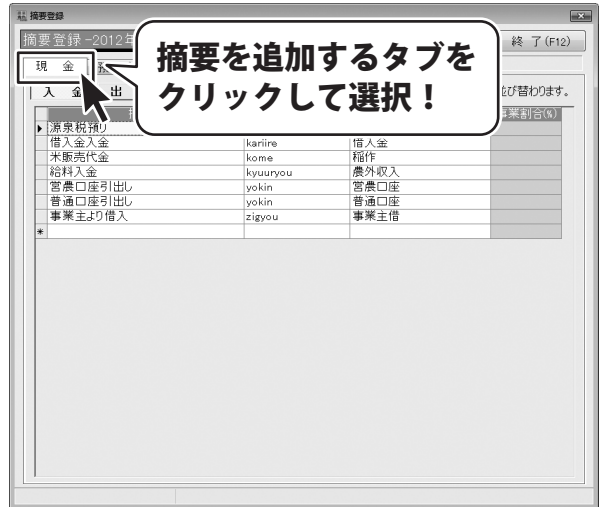 摘要登録
摘要登録 -2012年
終 了(F12)
摘要を追加するタブを
クリックして選択！
現 金
入 金 出
並び替わります。
事業割合(%)
源泉税預り
借入金入金 kariire 借入金
米販売代金 kome 稲作
給料入金 kyuuryou 農外収入
営農口座引出し yokin 営農口座
普通口座引出し yokin 普通口座
事業主より借入 zigyou 事業主借
*